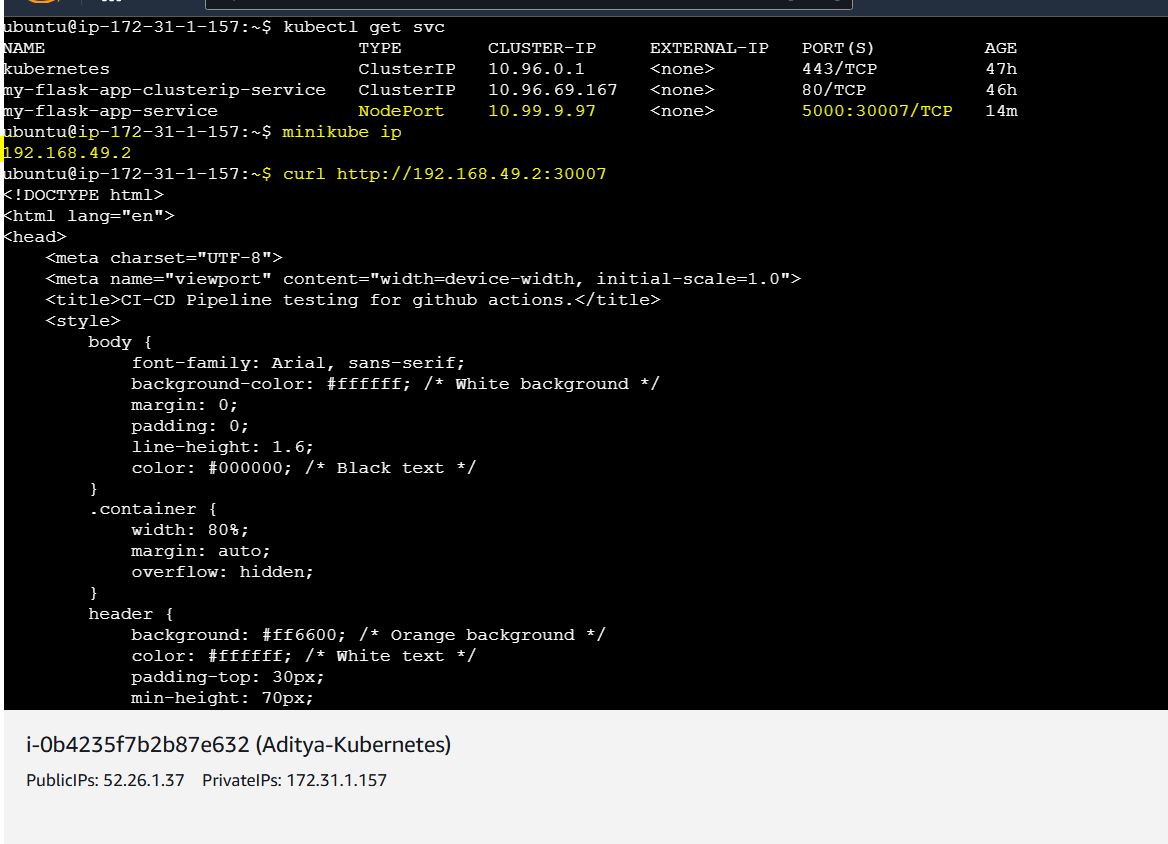 ubuntu@ip-172-31-1-157:~$ kubectl get svc
NAME TYPE CLUSTER-IP EXTERNAL-IP PORT(S) AGE
kubernetes ClusterIP 10.96.0.1 <none> 443/TCP 47h
my-flask-app-clusterip-service ClusterIP 10.96.69.167 <none> 80/TCP 46h
my-flask-app-service NodePort 10.99.9.97 <none> 5000:30007/TCP 14m
ubuntu@ip-172-31-1-157:~$ minikube ip
192.168.49.2
ubuntu@ip-172-31-1-157:~$ curl http://192.168.49.2:30007
<!DOCTYPE html>
<html lang="en">
<head>
    <meta charset="UTF-8">
    <meta name="viewport" content="width=device-width, initial-scale=1.0">
    <title>CI-CD Pipeline testing for github actions.</title>
    <style>
        body {
            font-family: Arial, sans-serif;
            background-color: #ffffff; /* White background */
            margin: 0;
            padding: 0;
            line-height: 1.6;
            color: #000000; /* Black text */
        }
        .container {
            width: 80%;
            margin: auto;
            overflow: hidden;
        }
        header {
            background: #ff6600; /* Orange background */
            color: #ffffff; /* White text */
            padding-top: 30px;
            min-height: 70px;
i-0b4235f7b2b87e632 (Aditya-Kubernetes)
PublicIPs: 52.26.1.37 PrivateIPs: 172.31.1.157